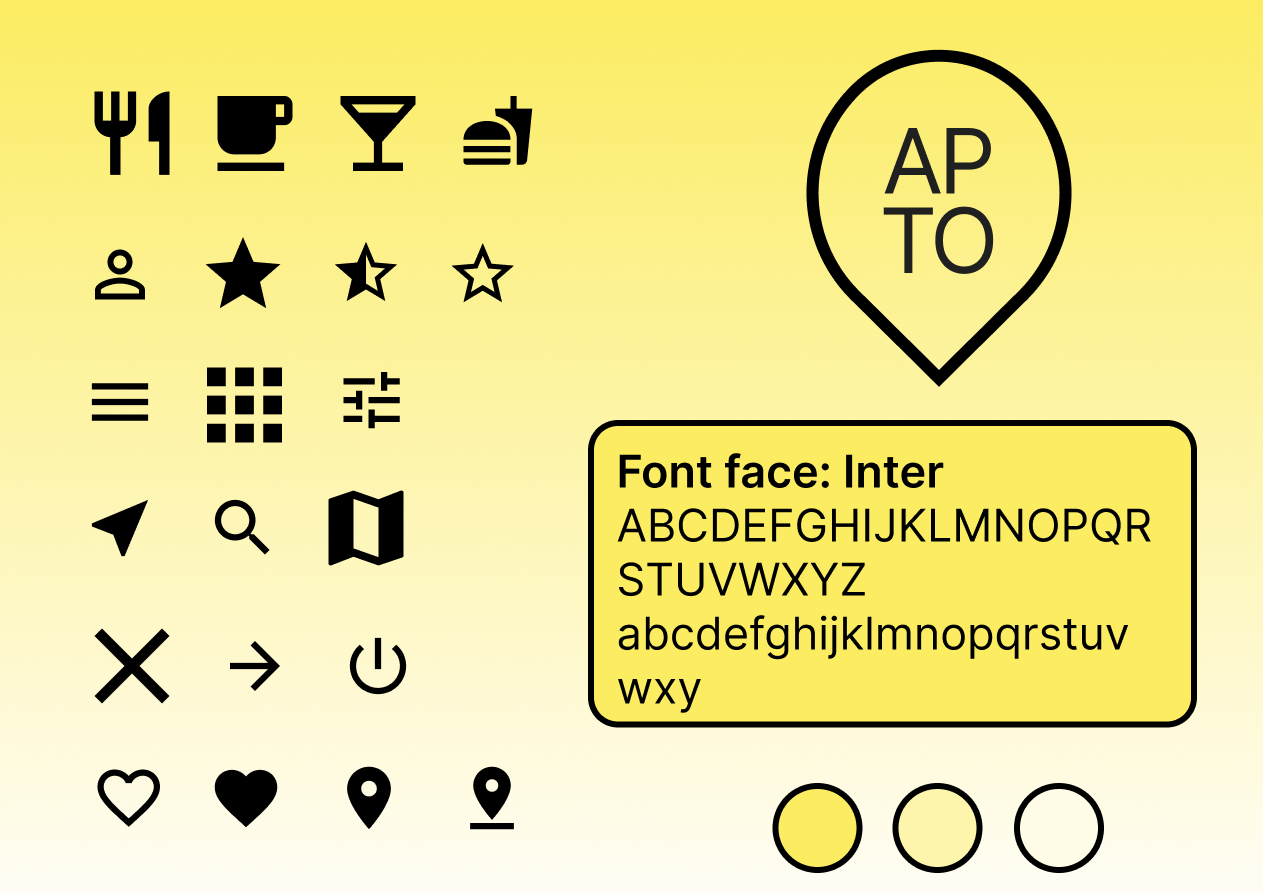 AP
TO
Font face: Inter
ABCDEFGHIJKLMNOPQR
STUVWXYZ
abcdefghijklmnopqrstuv
wxy